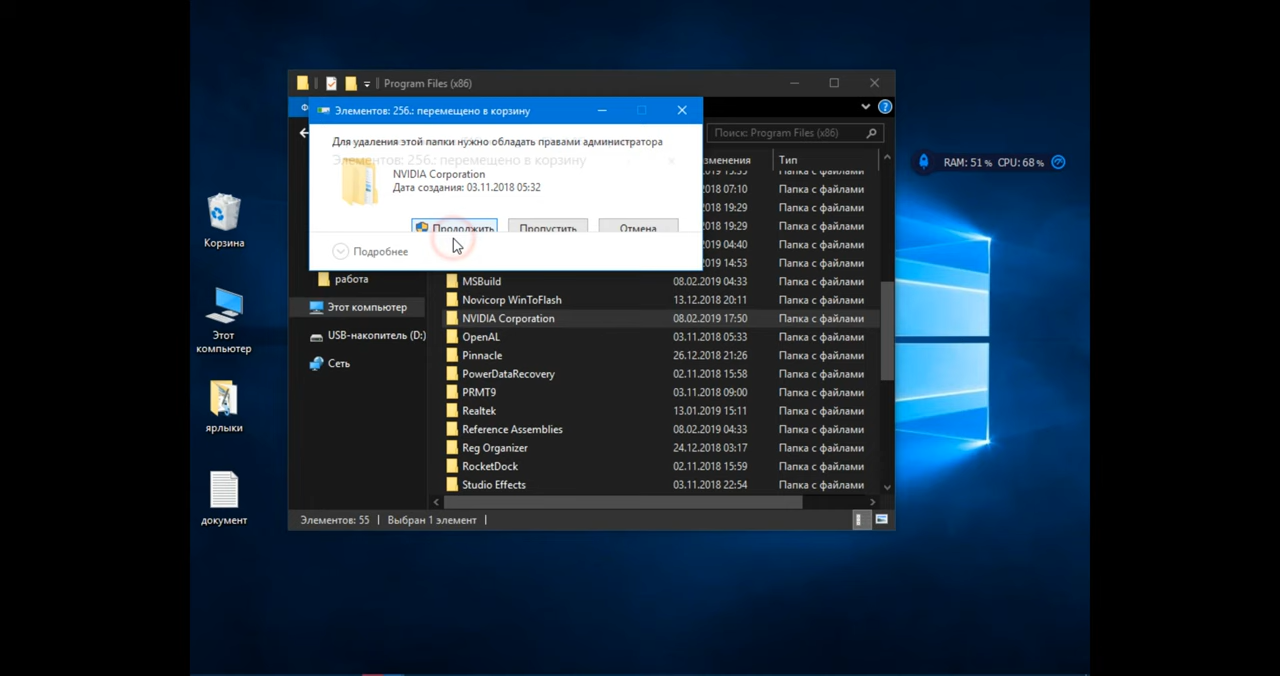 Program Files (x86)
Элементов: 256.: перемещено в корзину
Для удаления этой папки нужно обладать правами администратора
Элементов: 256.: перемещено в корзину
NVIDIA Corporation
Дата создания: 03.11.2018 05:32
Продолжить
Пропустить
Отмена
Подробнее
Поиск: Program Files (x86)
Тип
Папка с файлами
2018 07:10 Папка с файлами
2018 19:29 Папка с файлами
2018 19:29 Папка с файлами
2018 04:40 Папка с файлами
2018 14:53 Папка с файлами
MSBuild 08.02.2019 04:33 Папка с файлами
Novicorp WinToFlash 13.12.2018 20:11 Папка с файлами
NVIDIA Corporation 08.02.2019 17:50 Папка с файлами
OpenAL 03.11.2018 05:33 Папка с файлами
Pinnacle 26.12.2018 21:26 Папка с файлами
PowerDataRecovery 02.11.2018 15:58 Папка с файлами
PRMT9 03.11.2018 09:00 Папка с файлами
Realtek 13.01.2019 15:11 Папка с файлами
Reference Assemblies 08.02.2019 04:33 Папка с файлами
Reg Organizer 24.12.2018 03:17 Папка с файлами
RocketDock 02.11.2018 15:59 Папка с файлами
Studio Effects 03.11.2018 22:54 Папка с файлами
работа
Этот компьютер
USB-накопитель (D:)
Сеть
Элементов: 55
Выбран 1 элемент
RAM: 51 % CPU: 68 %
Корзина
Этот
компьютер
ярлыки
документ